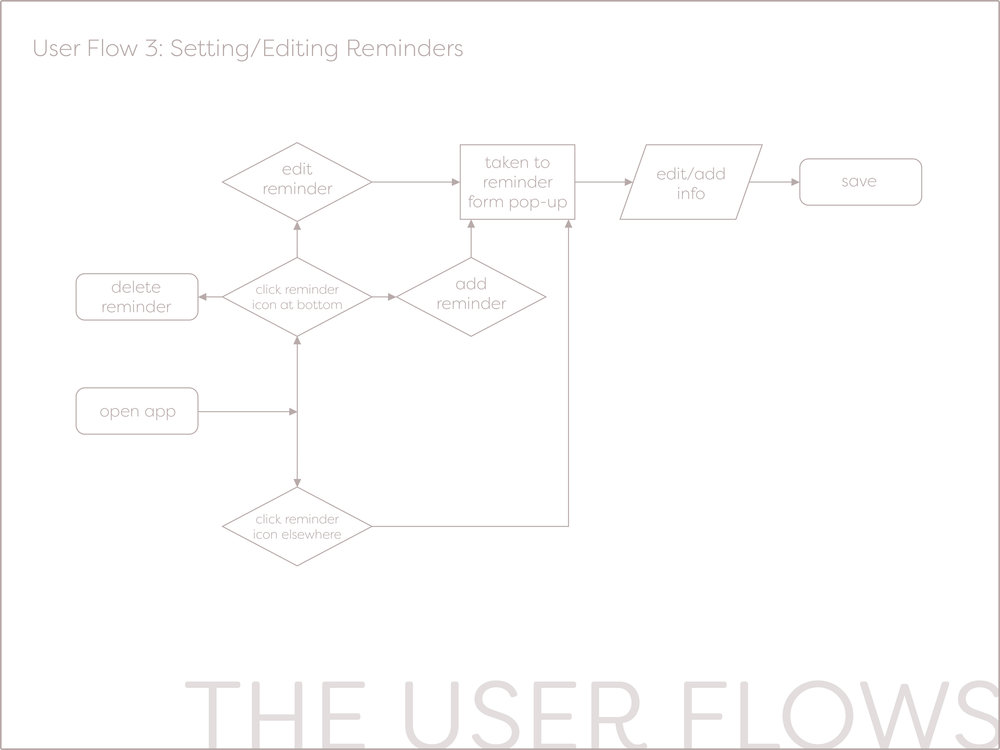 User Flow 3: Setting/Editing Reminders
edit
reminder
taken to
reminder
form pop-up
edit/add
info
save
delete
reminder
click reminder
icon at bottom
add
reminder
open app
click reminder
icon elsewhere
THE USER FLOWS